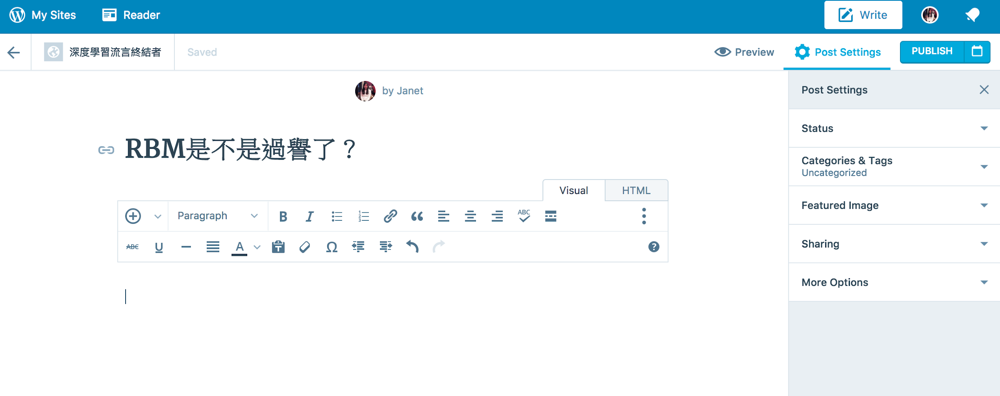 My Sites
Reader
Write
深度學習流言終結者
Saved
Preview
Post Settings
PUBLISH
by Janet
Post Settings
RBM是不是過譽了？
Status
Categories & Tags
Uncategorized
Visual
HTML
Featured Image
Paragraph
B
I
ABC
ABC
U
A
T
Ω
?
Sharing
More Options